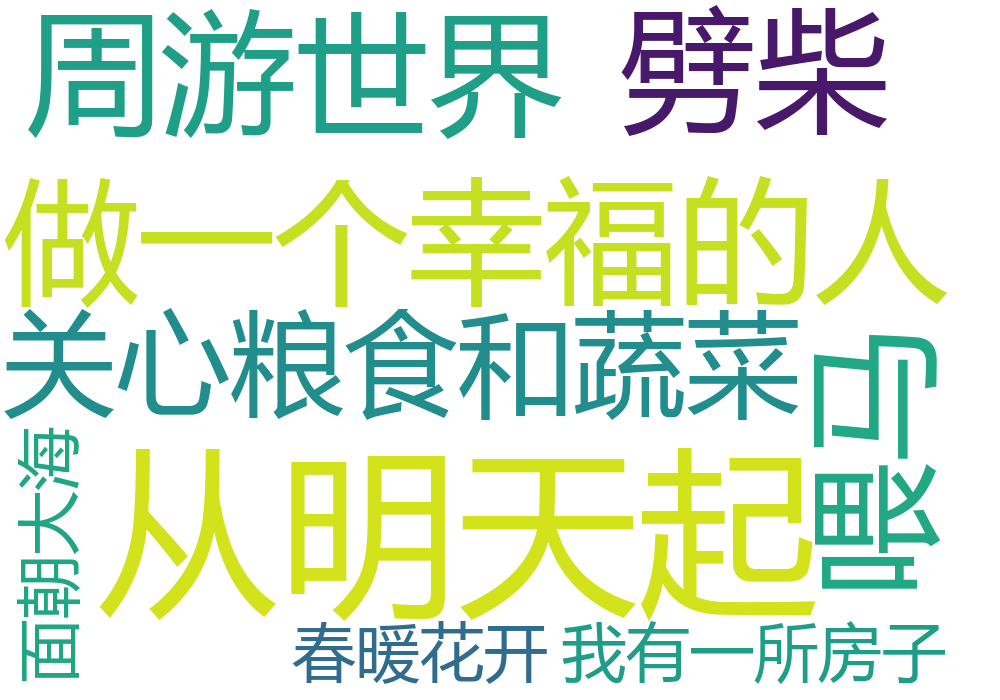 周游世界
劈柴
做一个幸福的人
关心粮食和蔬菜
喂马
从明天起
面朝大海
春暖花开
我有一所房子